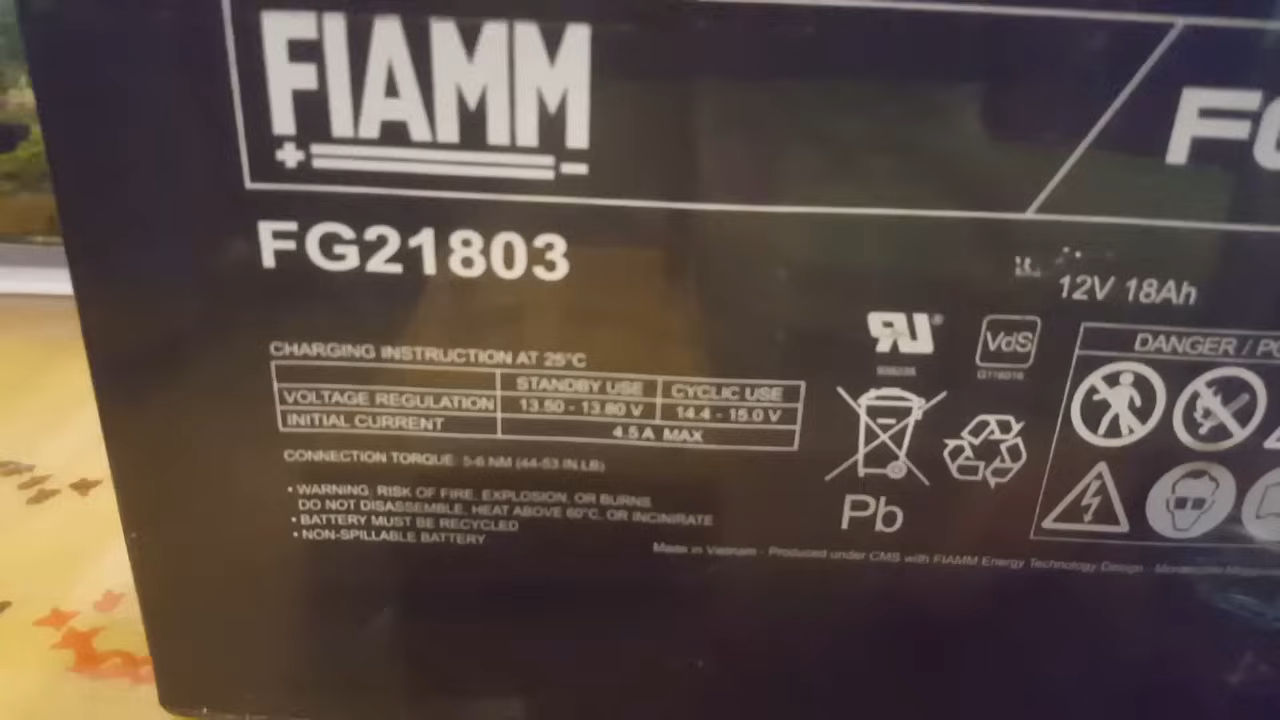 FIAMM
FG
FG21803
12V 18Ah
CHARGING INSTRUCTION AT 25°C
STANDBY USE CYCLIC USE
VOLTAGE REGULATION 13.50 - 13.80 V 14.4 - 15.0 V
INITIAL CURRENT 4.5 A MAX
CONNECTION TORQUE: 5-6 NM (44-53 IN LB)
• WARNING: RISK OF FIRE, EXPLOSION, OR BURNS
DO NOT DISASSEMBLE, HEAT ABOVE 60°C, OR INCINIRATE
• BATTERY MUST BE RECYCLED
• NON-SPILLABLE BATTERY
VdS
Pb
DANGER / PO
Made in Vietnam - Produced under CMS with FIAMM Energy Technology Design